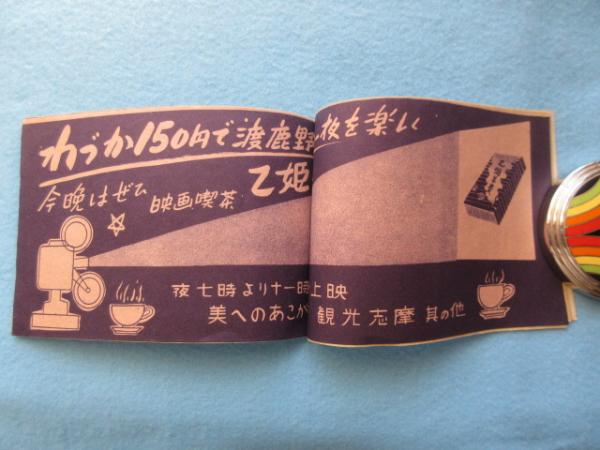 わづか150円で渡鹿野 一夜を楽しく
今晩はぜひ 映画喫茶 乙姫
夜七時より十一時上映
美へのあこが 観光志摩 其の他